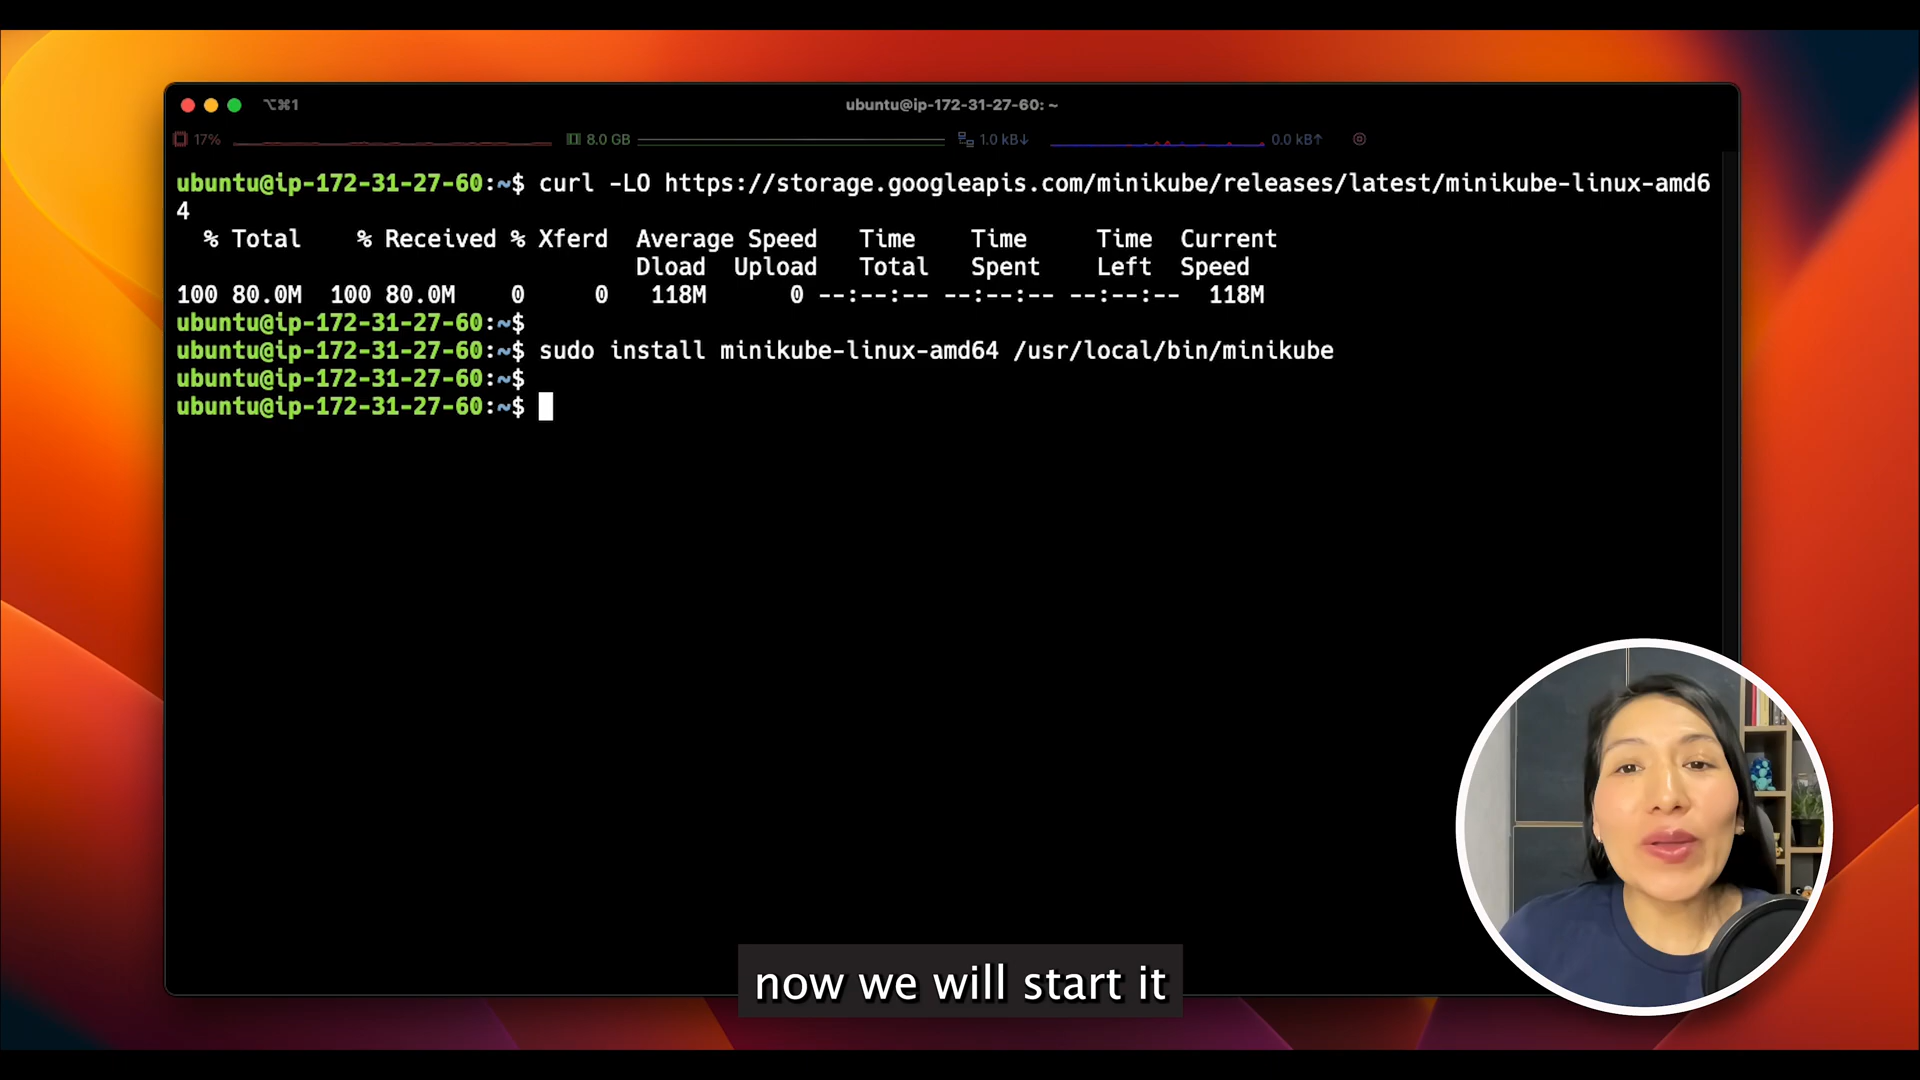 ⌥⌘1
ubuntu@ip-172-31-27-60: ~
17%
8.0 GB
1.0 kB↓
0.0 kB↑
ubuntu@ip-172-31-27-60:~$ curl -LO https://storage.googleapis.com/minikube/releases/latest/minikube-linux-amd6
4
% Total % Received % Xferd Average Speed Time Time Time Current
Dload Upload Total Spent Left Speed
100 80.0M 100 80.0M 0 0 118M 0 --:--:-- --:--:-- --:--:-- 118M
ubuntu@ip-172-31-27-60:~$
ubuntu@ip-172-31-27-60:~$ sudo install minikube-linux-amd64 /usr/local/bin/minikube
ubuntu@ip-172-31-27-60:~$
ubuntu@ip-172-31-27-60:~$
now we will start it